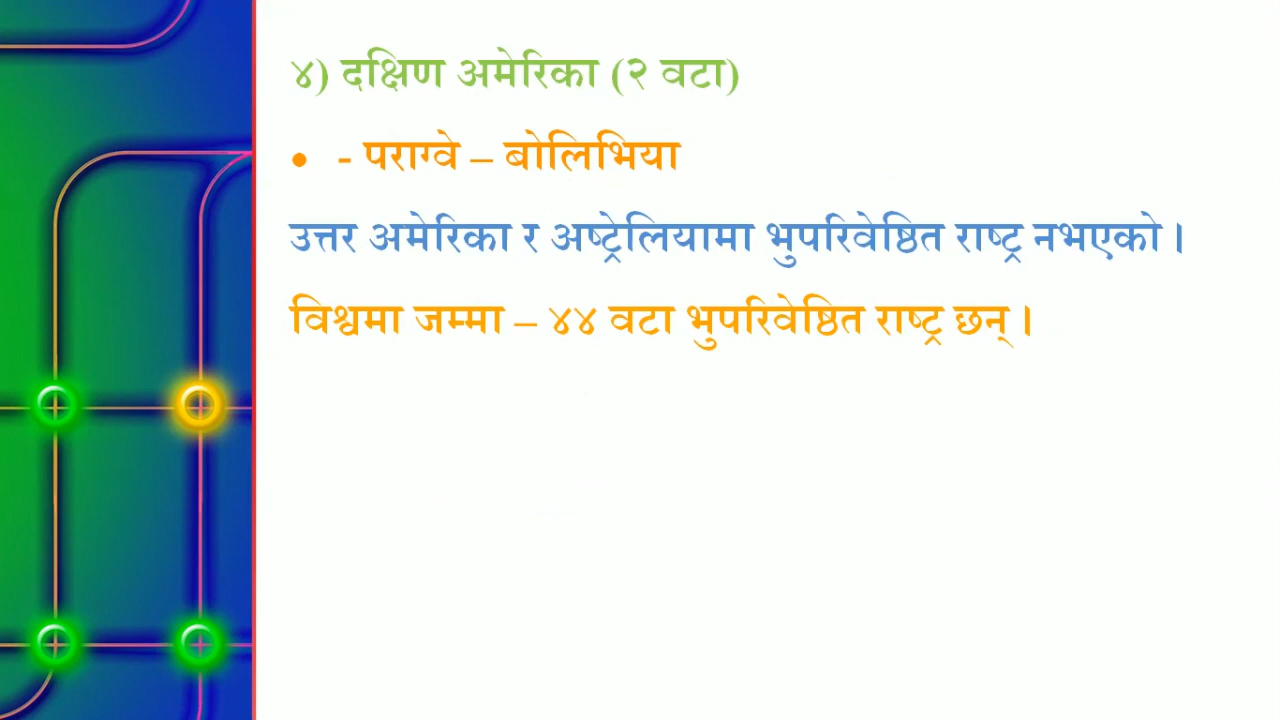 ४) दक्षिण अमेरिका (२ वटा)
• - पराग्वे – बोलिभिया
उत्तर अमेरिका र अष्ट्रेलियामा भुपरिवेष्ठित राष्ट्र नभएको ।
विश्वमा जम्मा – ४४ वटा भुपरिवेष्ठित राष्ट्र छन् ।